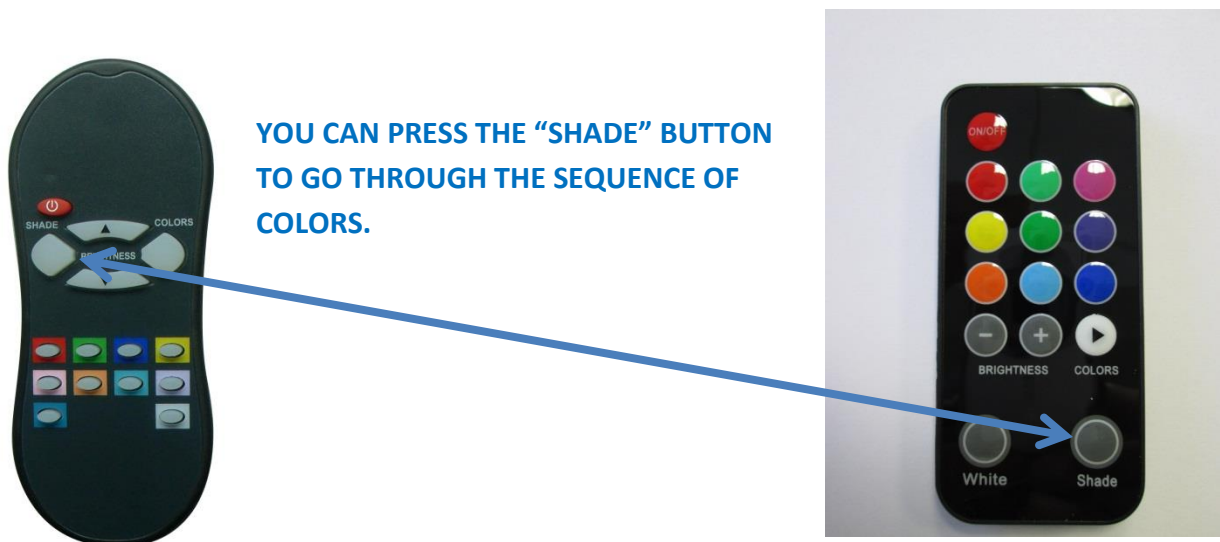 YOU CAN PRESS THE “SHADE” BUTTON
TO GO THROUGH THE SEQUENCE OF
COLORS.
SHADE
COLORS
ON/OFF
BRIGHTNESS
COLORS
White
Shade